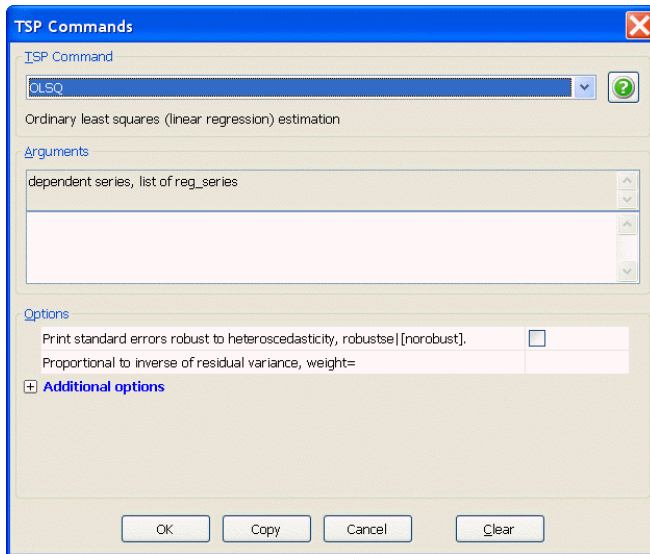 TSP Commands
TSP Command
OLSQ
Ordinary least squares (linear regression) estimation
Arguments
dependent series, list of reg_series
Options
Print standard errors robust to heteroscedasticity, robustse|[norobust].
Proportional to inverse of residual variance, weight=
Additional options
OK Copy Cancel Clear